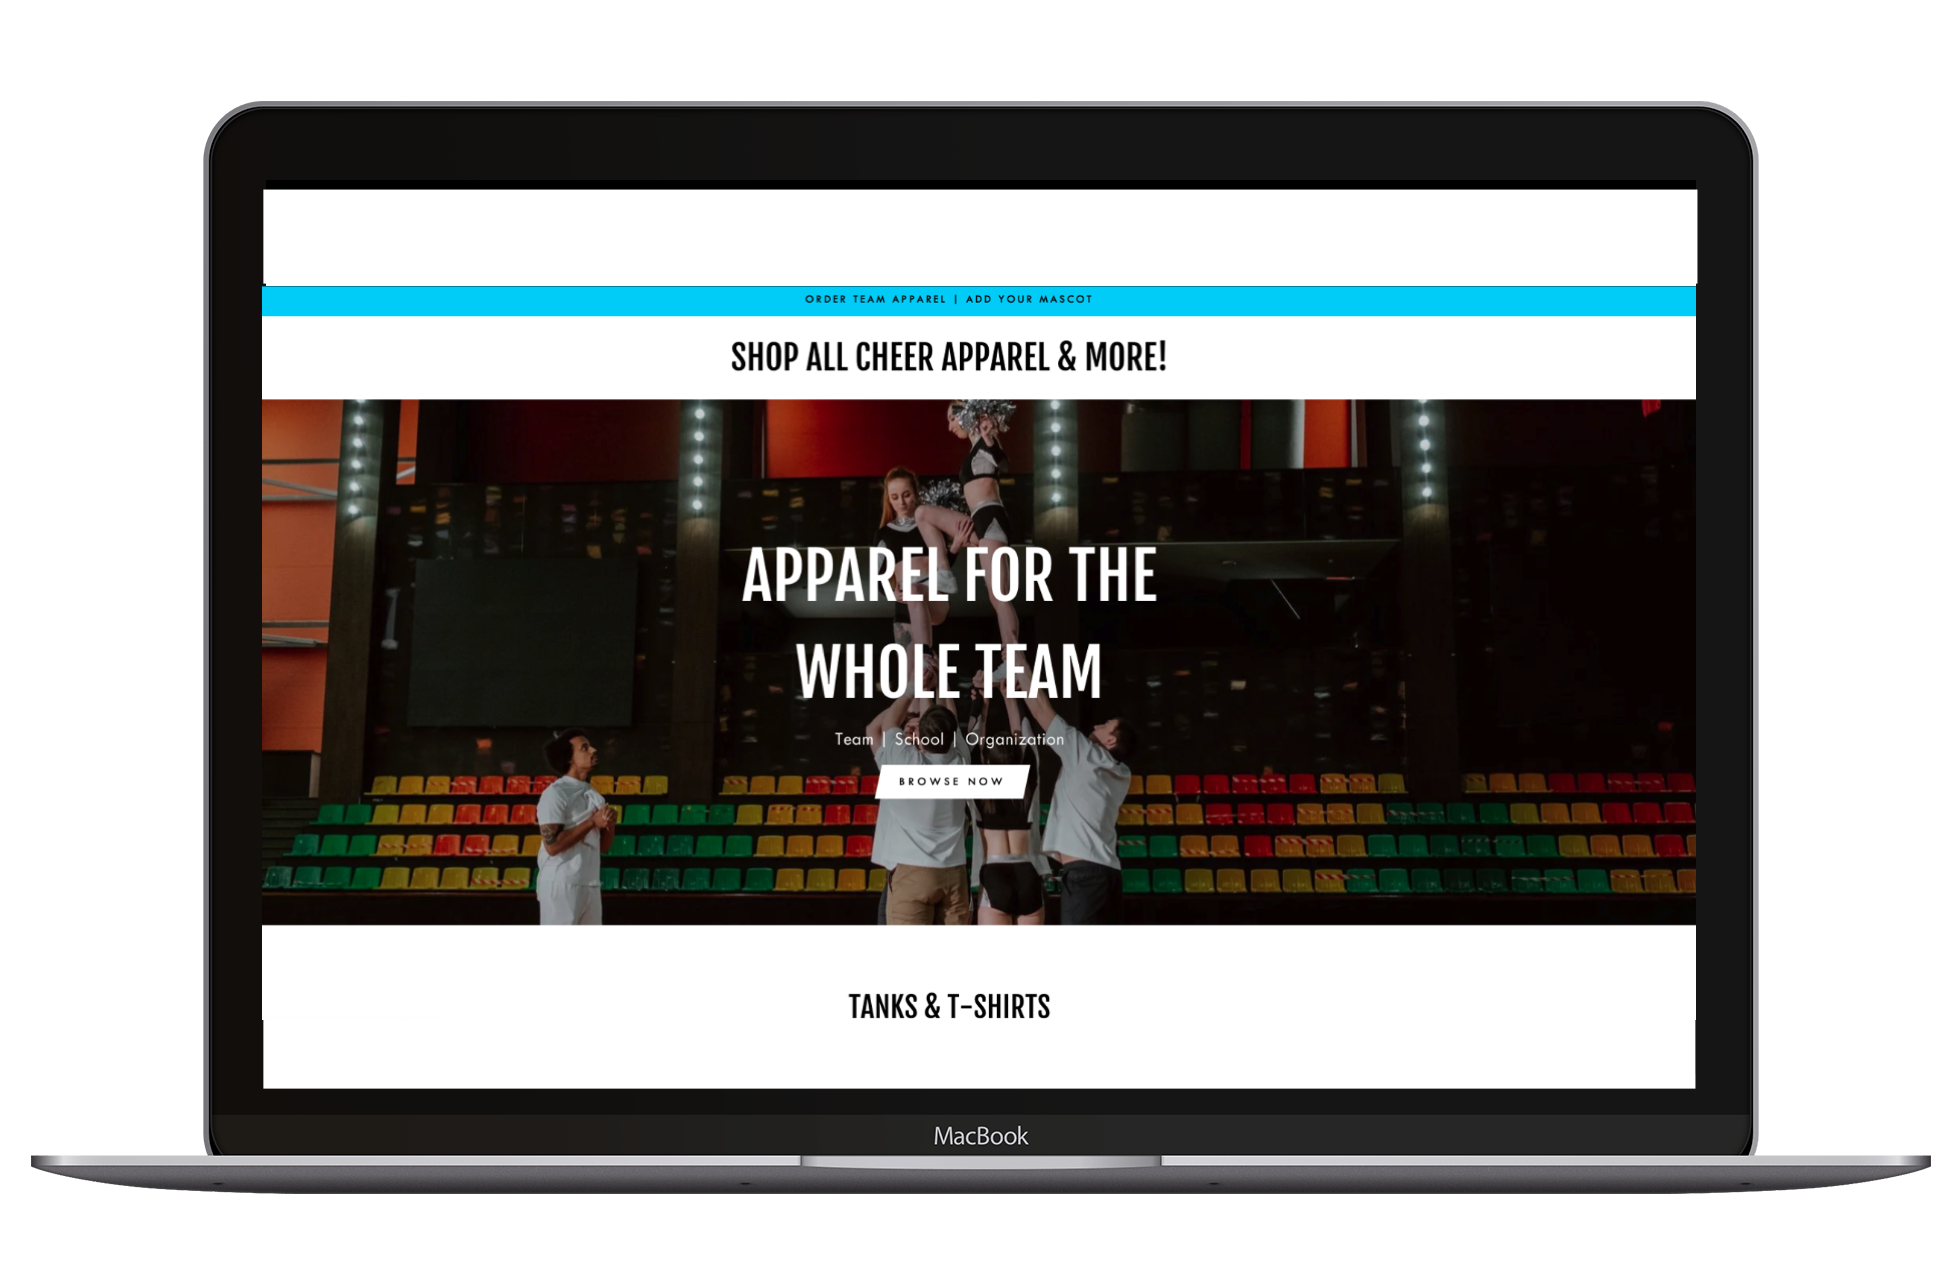 ORDER TEAM APPAREL | ADD YOUR MASCOT
SHOP ALL CHEER APPAREL & MORE!
APPAREL FOR THE
WHOLE TEAM
Team | School | Organization
BROWSE NOW
TANKS & T-SHIRTS
MacBook